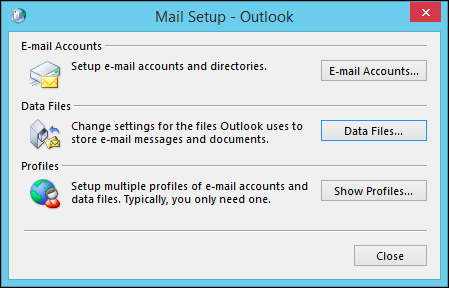 Mail Setup - Outlook
E-mail Accounts
Setup e-mail accounts and directories.
E-mail Accounts...
Data Files
Change settings for the files Outlook uses to
store e-mail messages and documents.
Data Files...
Profiles
Setup multiple profiles of e-mail accounts and
data files. Typically, you only need one.
Show Profiles...
Close